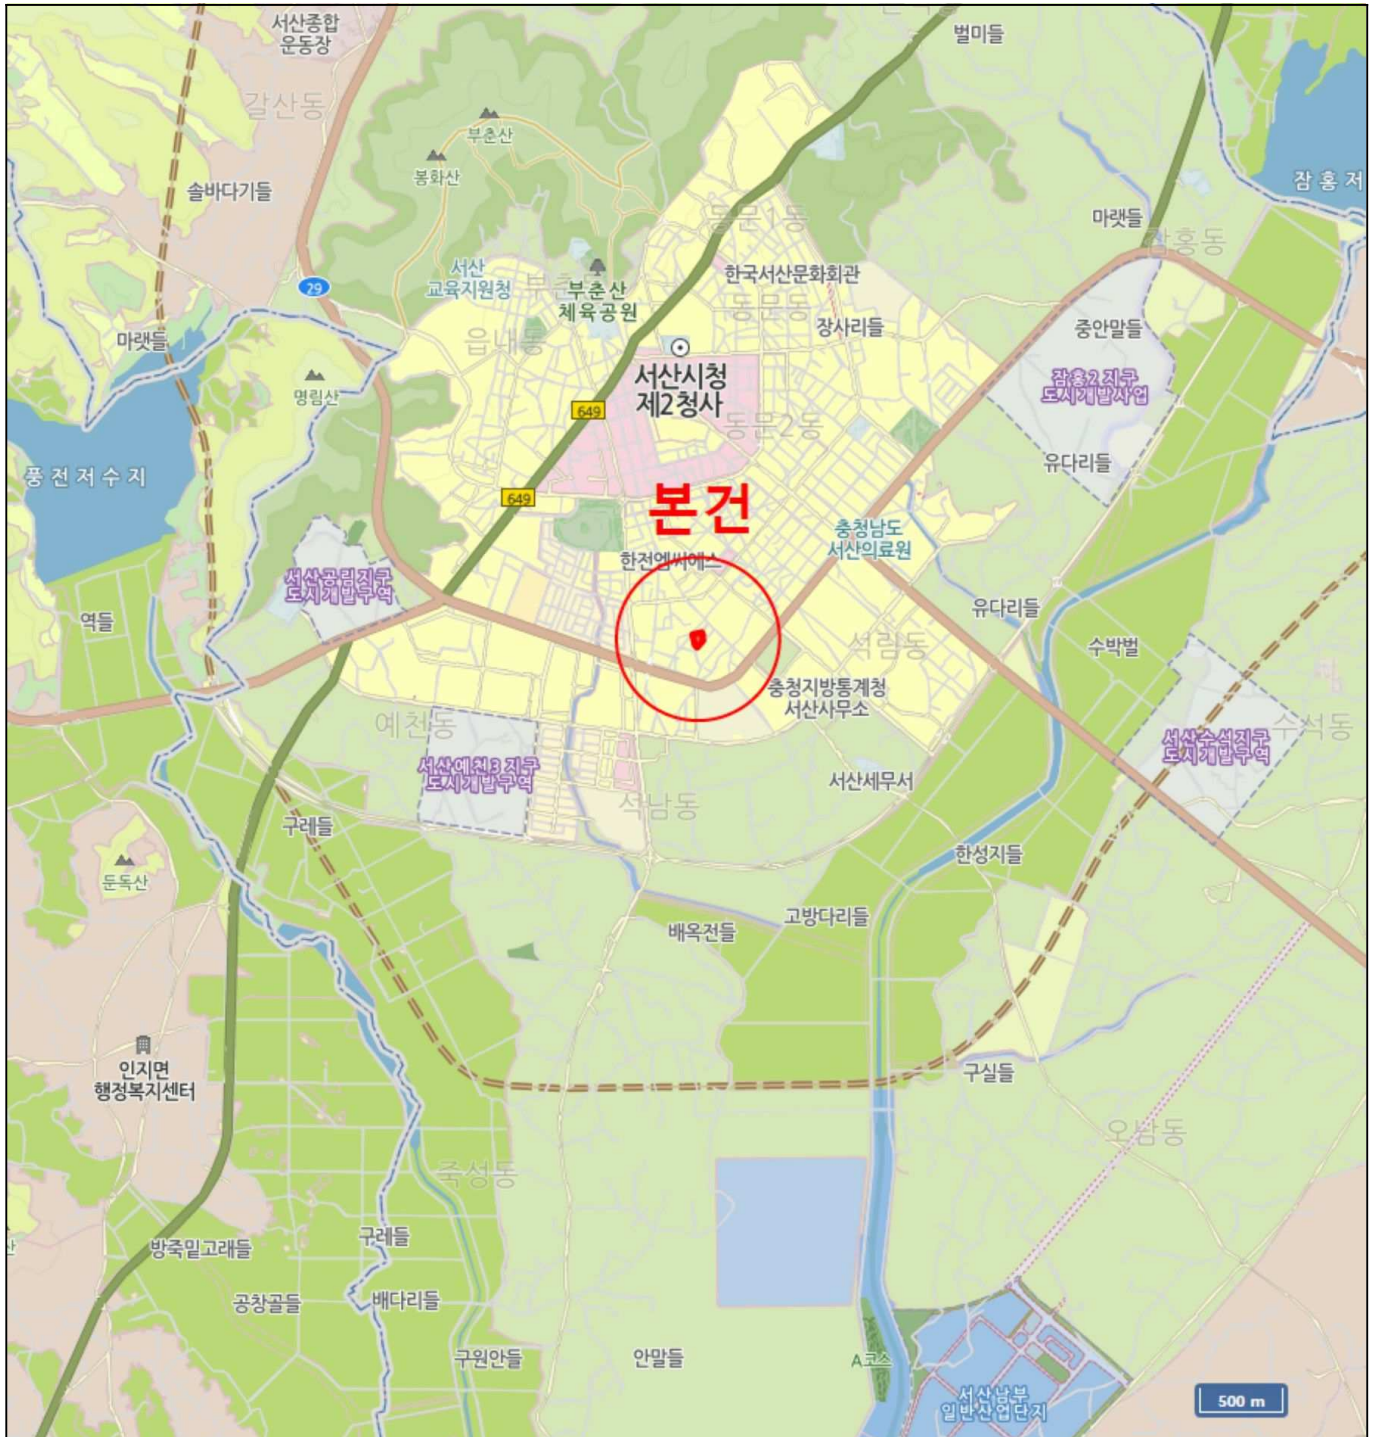 서산종합
운동장
벌미들
갈산동
부춘산
봉화산
솔바다기들
잠홍저
마랫들
동문1동
잠홍동
서산
교육지원청
29
부춘산
체육공원
한국서산문화회관
동문동
장사리들
중안말들
마랫들
읍내동
명림산
서산시청
제2청사
잠홍2지구
도시개발사업
649
동문2동
풍전저수지
유다리들
649
본건
충청남도
서산의료원
한전엠씨에스
서산공림지구
도시개발구역
역들
유다리들
석림동
수박벌
충청지방통계청
서산사무소
예천동
수석동
서산수석지구
도시개발구역
서산예천3지구
도시개발구역
서산세무서
석남동
구레들
한성지들
둔독산
고방다리들
배옥전들
인지면
행정복지센터
구실들
오남동
죽성동
구레들
방죽밑고래들
산
공창골들
배다리들
구원안들
안말들
A코스
서산남부
일반산업단지
500 m